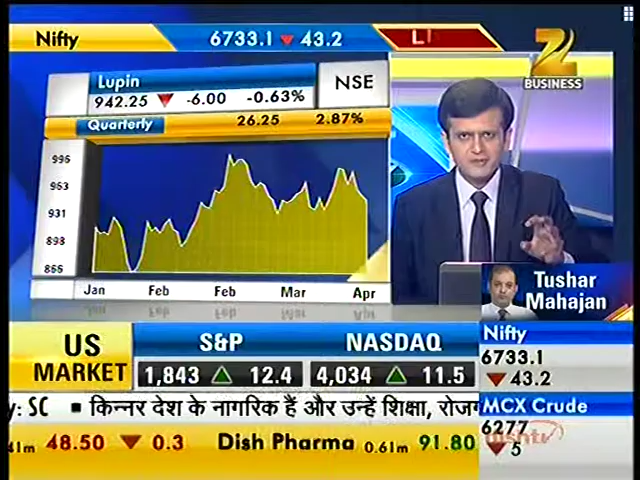 Nifty 6733.1 ▼ 43.2
Z
BUSINESS
Lupin
942.25 ▼ -6.00 -0.63%
NSE
Quarterly 26.25 2.87%
996
963
931
898
866
Jan Feb Feb Mar Apr
Tushar
Mahajan
US
MARKET
S&P NASDAQ
1,843 ▲ 12.4 4,034 ▲ 11.5
Nifty
6733.1
▼ 43.2
MCX Crude
6277
▼ 5
dishtv
: SC ▪ किन्नर देश के नागरिक हैं और उन्हें शिक्षा,
41m 48.50 ▼ 0.3 Dish Pharma 0.61m 91.80